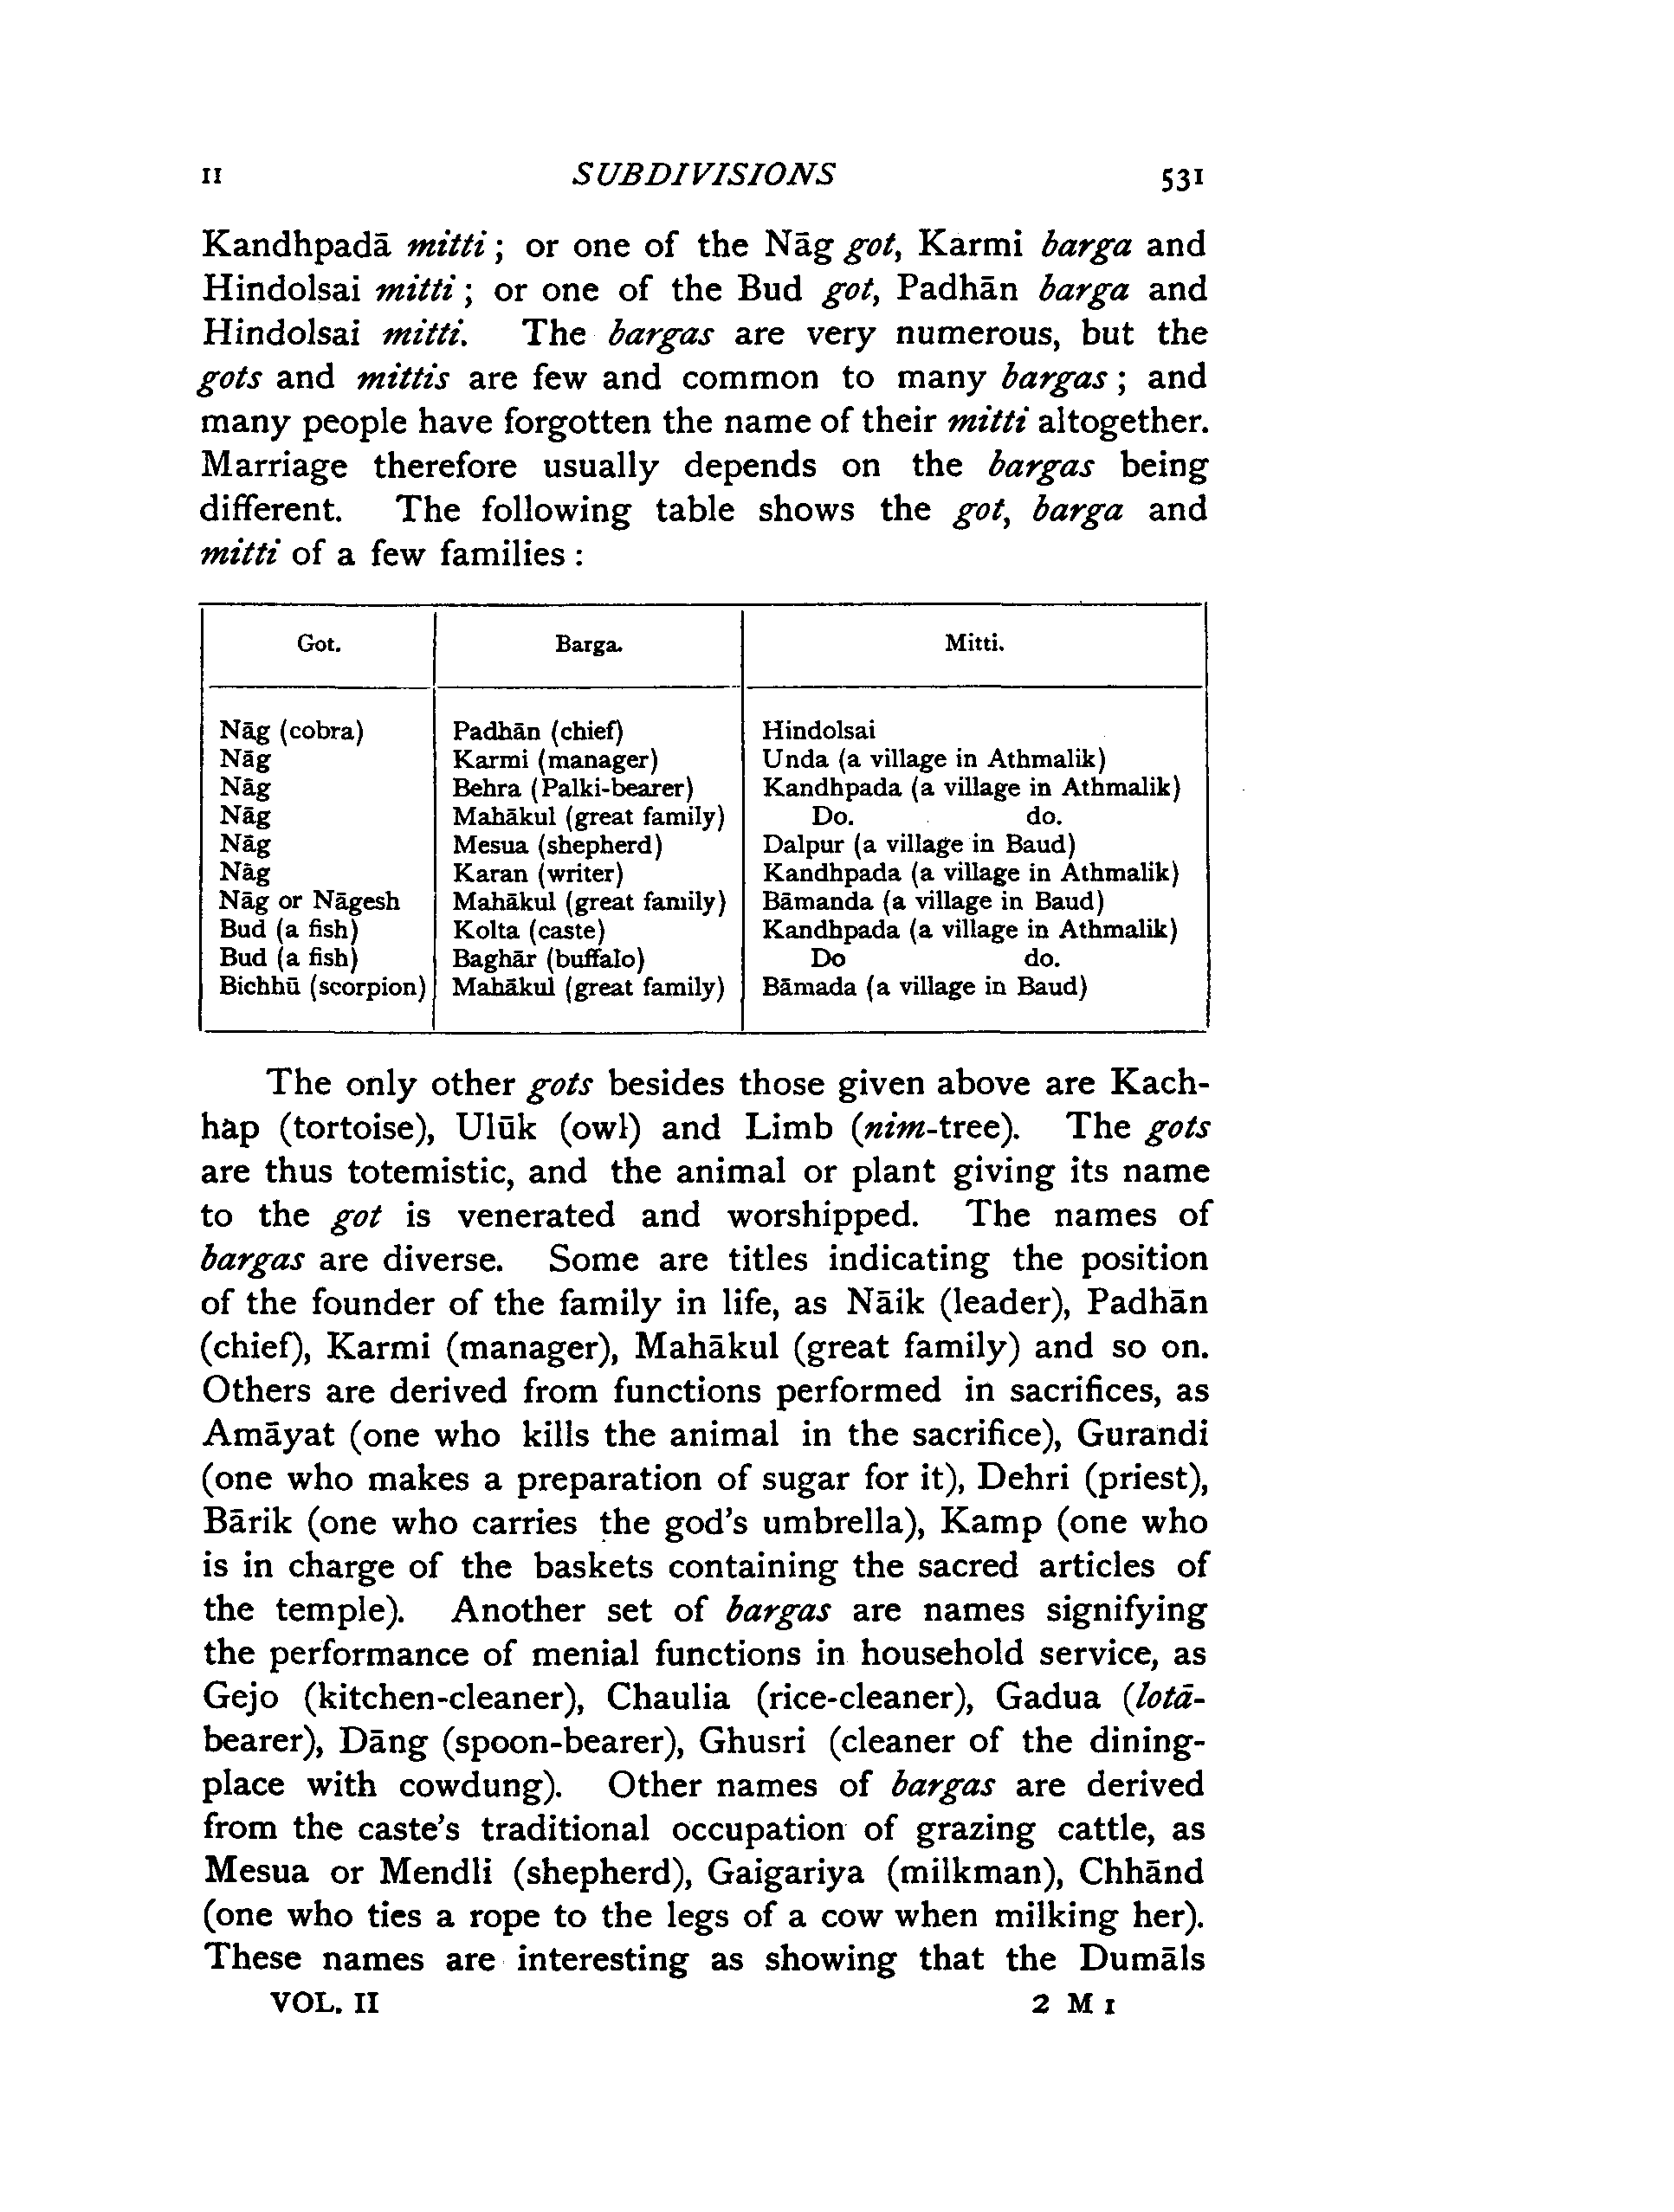 II SUBDIVISIONS 531
Kandhpadā mitti; or one of the Nāg got, Karmi barga and
Hindolsai mitti; or one of the Bud got, Padhān barga and
Hindolsai mitti. The bargas are very numerous, but the
gots and mittis are few and common to many bargas; and
many people have forgotten the name of their mitti altogether.
Marriage therefore usually depends on the bargas being
different. The following table shows the got, barga and
mitti of a few families:
Got. Barga. Mitti.
Nāg (cobra) Padhān (chief) Hindolsai
Nāg Karmi (manager) Unda (a village in Athmalik)
Nāg Behra (Palki-bearer) Kandhpada (a village in Athmalik)
Nāg Mahākul (great family) Do. do.
Nāg Mesua (shepherd) Dalpur (a village in Baud)
Nāg Karan (writer) Kandhpada (a village in Athmalik)
Nāg or Nāgesh Mahākul (great family) Bāmanda (a village in Baud)
Bud (a fish) Kolta (caste) Kandhpada (a village in Athmalik)
Bud (a fish) Baghār (buffalo) Do do.
Bichhū (scorpion) Mahākul (great family) Bāmada (a village in Baud)
The only other gots besides those given above are Kach-
hap (tortoise), Ulūk (owl) and Limb (nim-tree). The gots
are thus totemistic, and the animal or plant giving its name
to the got is venerated and worshipped. The names of
bargas are diverse. Some are titles indicating the position
of the founder of the family in life, as Nāik (leader), Padhān
(chief), Karmi (manager), Mahākul (great family) and so on.
Others are derived from functions performed in sacrifices, as
Amāyat (one who kills the animal in the sacrifice), Gurandi
(one who makes a preparation of sugar for it), Dehri (priest),
Bārik (one who carries the god's umbrella), Kamp (one who
is in charge of the baskets containing the sacred articles of
the temple). Another set of bargas are names signifying
the performance of menial functions in household service, as
Gejo (kitchen-cleaner), Chaulia (rice-cleaner), Gadua (lotā-
bearer), Dāng (spoon-bearer), Ghusri (cleaner of the dining-
place with cowdung). Other names of bargas are derived
from the caste's traditional occupation of grazing cattle, as
Mesua or Mendli (shepherd), Gaigariya (milkman), Chhānd
(one who ties a rope to the legs of a cow when milking her).
These names are interesting as showing that the Dumāls
VOL. II 2 M I